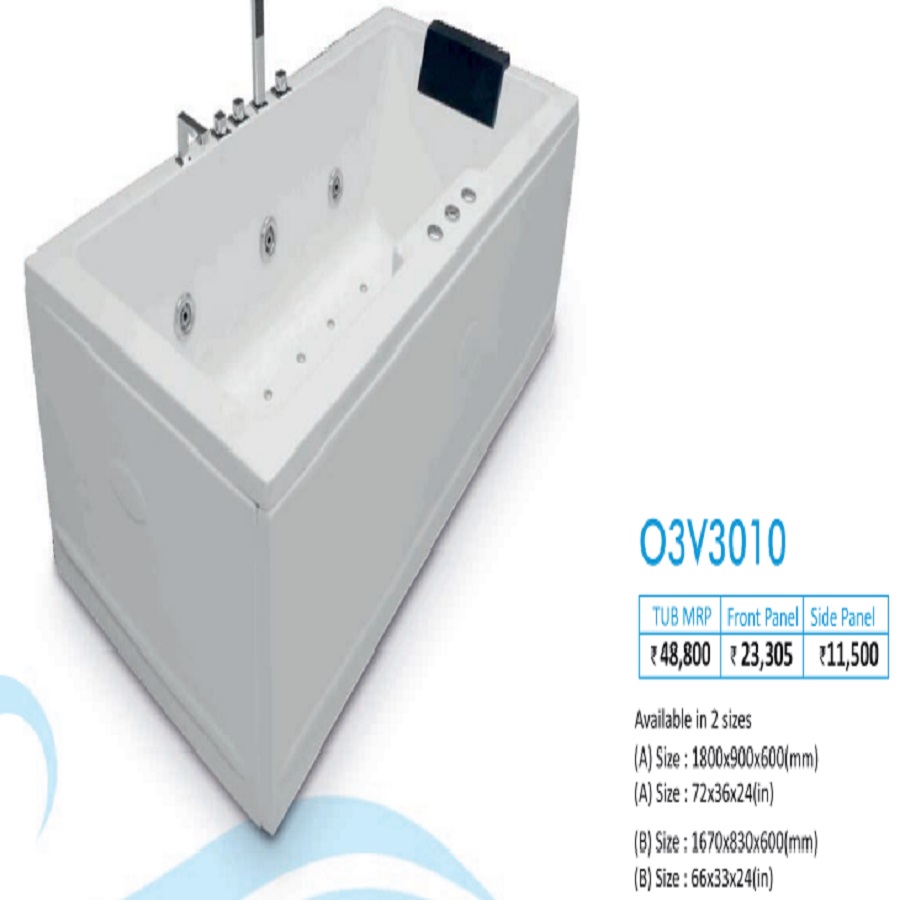 O3V3010
TUB MRP Front Panel Side Panel
₹ 48,800 ₹ 23,305 ₹11,500
Available in 2 sizes
(A) Size : 1800x900x600(mm)
(A) Size : 72x36x24(in)
(B) Size : 1670x830x600(mm)
(B) Size : 66x33x24(in)